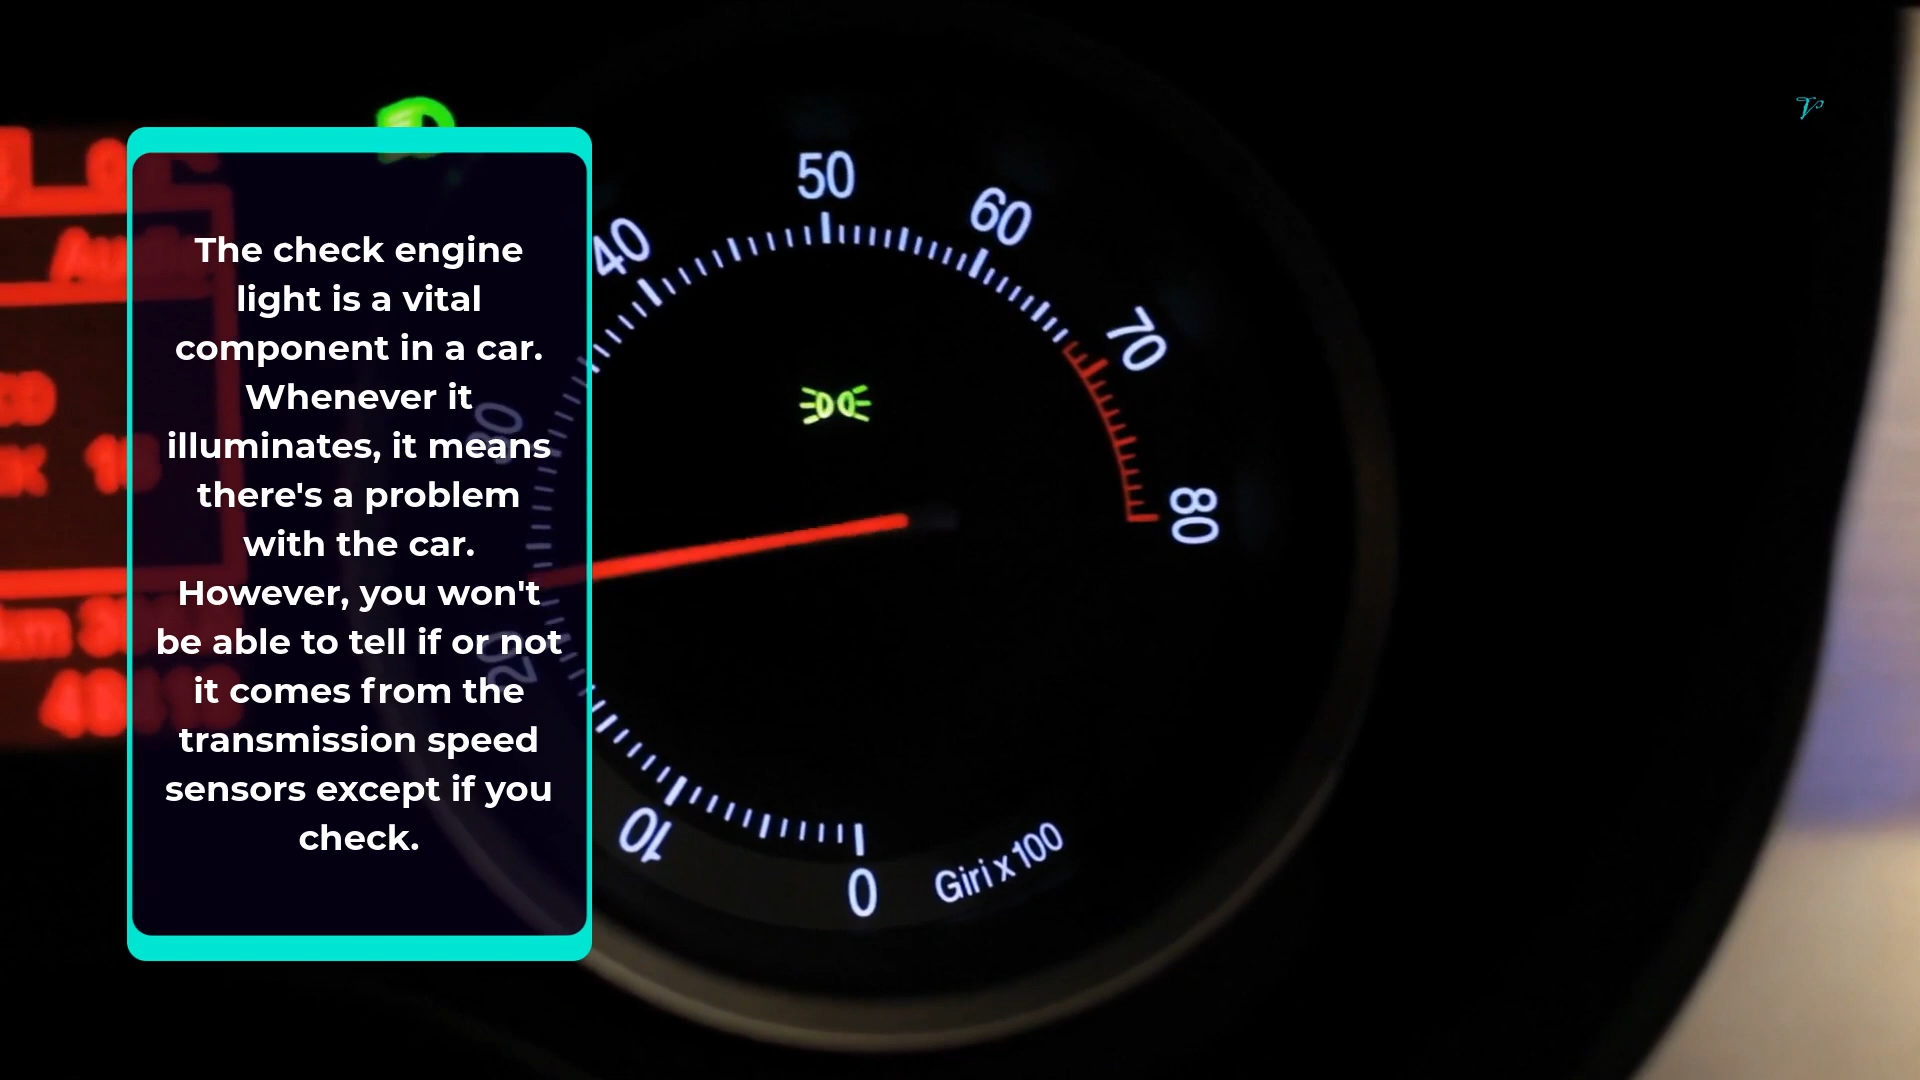 The check engine
light is a vital
component in a car.
Whenever it
illuminates, it means
there's a problem
with the car.
However, you won't
be able to tell if or not
it comes from the
transmission speed
sensors except if you
check.
0
10
20
30
40
50
60
70
80
Giri x 100